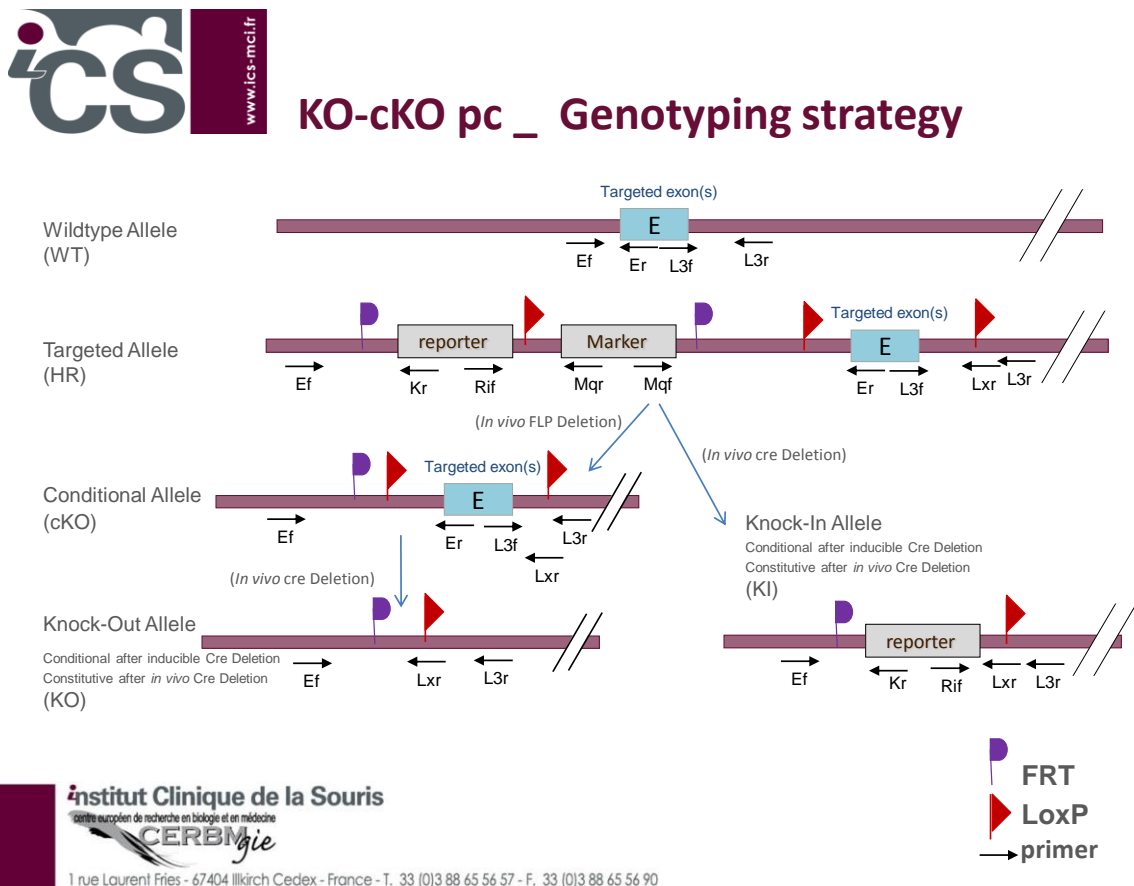 ics
www.ics-mci.fr
KO-cKO pc _ Genotyping strategy
Targeted exon(s)
Wildtype Allele
(WT)
E
Ef Er L3f L3r
Targeted exon(s)
Targeted Allele
(HR)
reporter Marker E
Ef Kr Rif Mqr Mqf Er L3f Lxr L3r
(In vivo FLP Deletion)
(In vivo cre Deletion)
Targeted exon(s)
Conditional Allele
(cKO)
E
Ef Er L3f L3r
Lxr
Knock-In Allele
Conditional after inducible Cre Deletion
Constitutive after in vivo Cre Deletion
(KI)
(In vivo cre Deletion)
Knock-Out Allele
Conditional after inducible Cre Deletion
Constitutive after in vivo Cre Deletion
(KO)
Ef Lxr L3r
reporter
Ef Kr Rif Lxr L3r
FRT
LoxP
primer
institut Clinique de la Souris
centre européen de recherche en biologie et en médecine
CERBM gie
1 rue Laurent Fries - 67404 Illkirch Cedex - France - T. 33 (0)3 88 65 56 57 - F. 33 (0)3 88 65 56 90